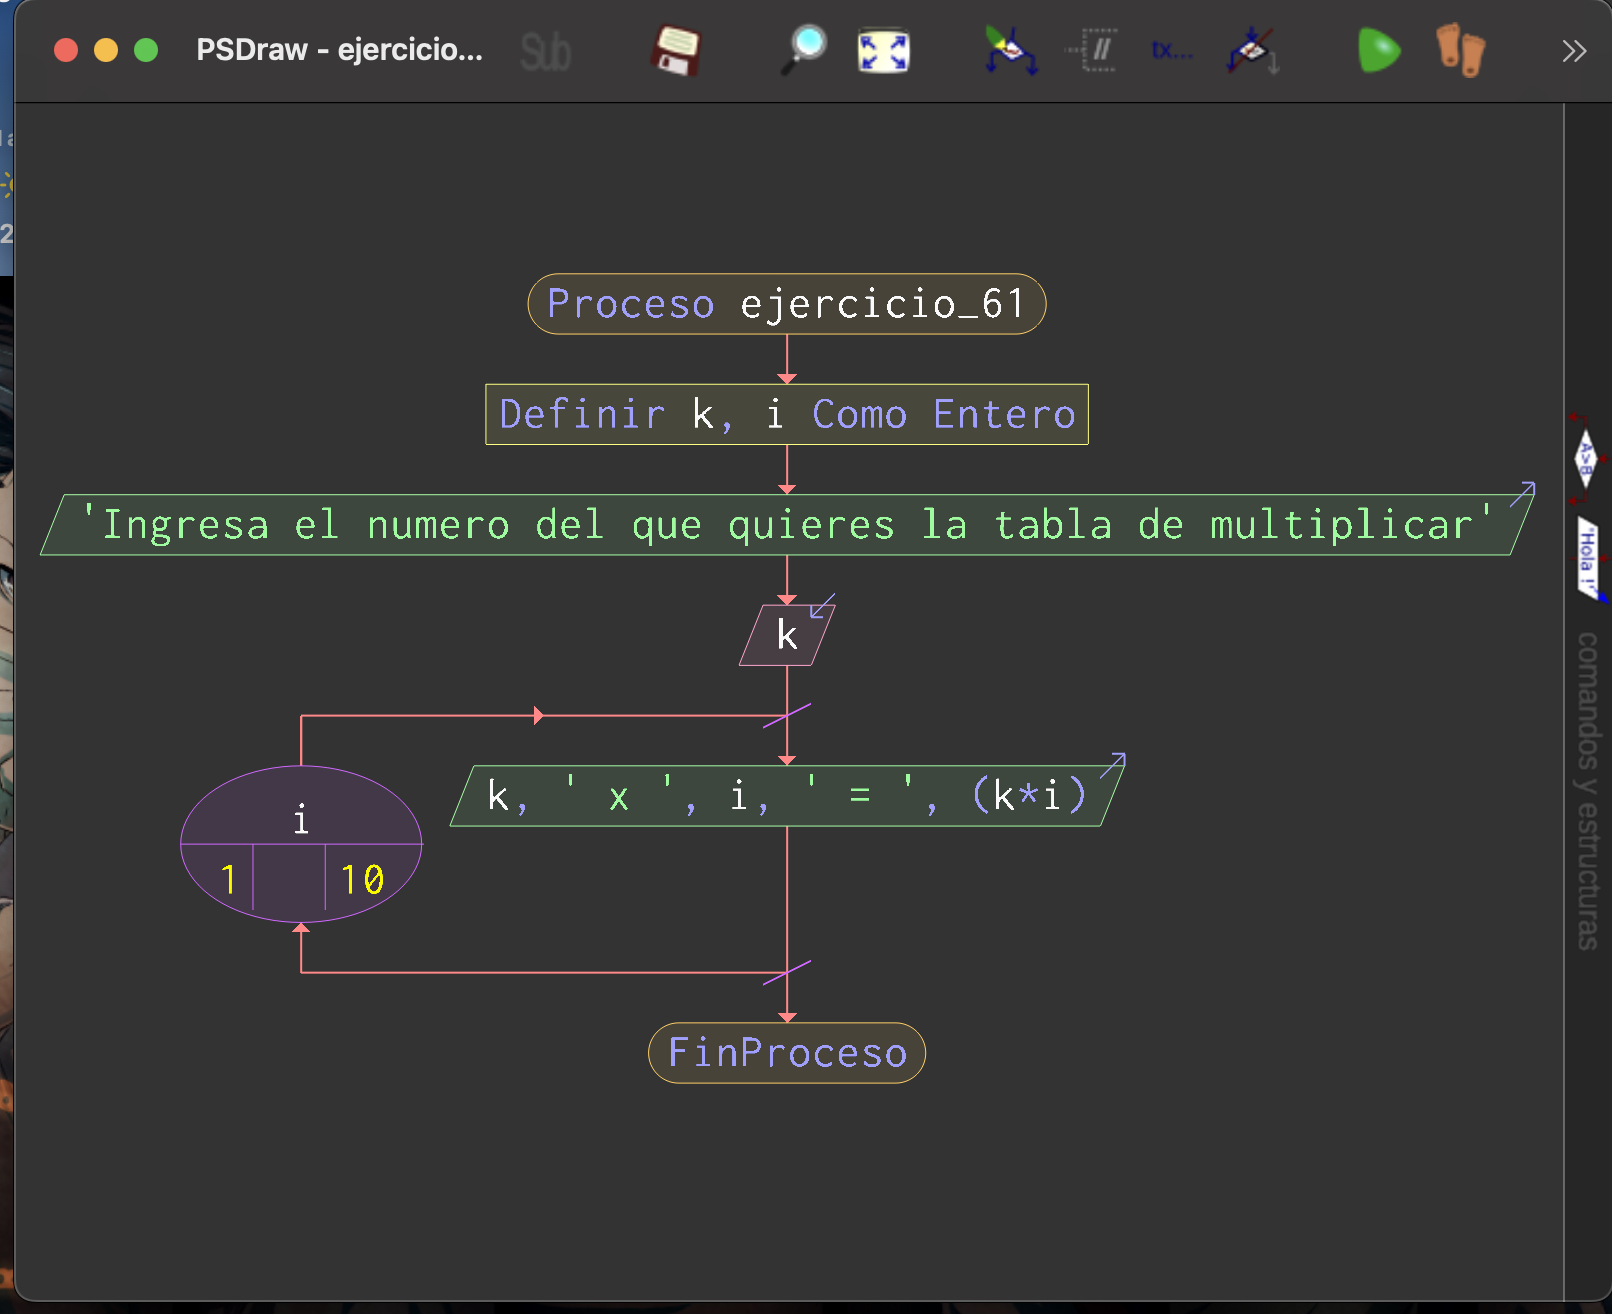 PSDraw - ejercicio...
Sub
//
tx...
Proceso ejercicio_61
Definir k, i Como Entero
'Ingresa el numero del que quieres la tabla de multiplicar'
k
k, ' x ', i, ' = ', (k*i)
i
1 10
FinProceso
A>B
"Hola !"
comandos y estructuras